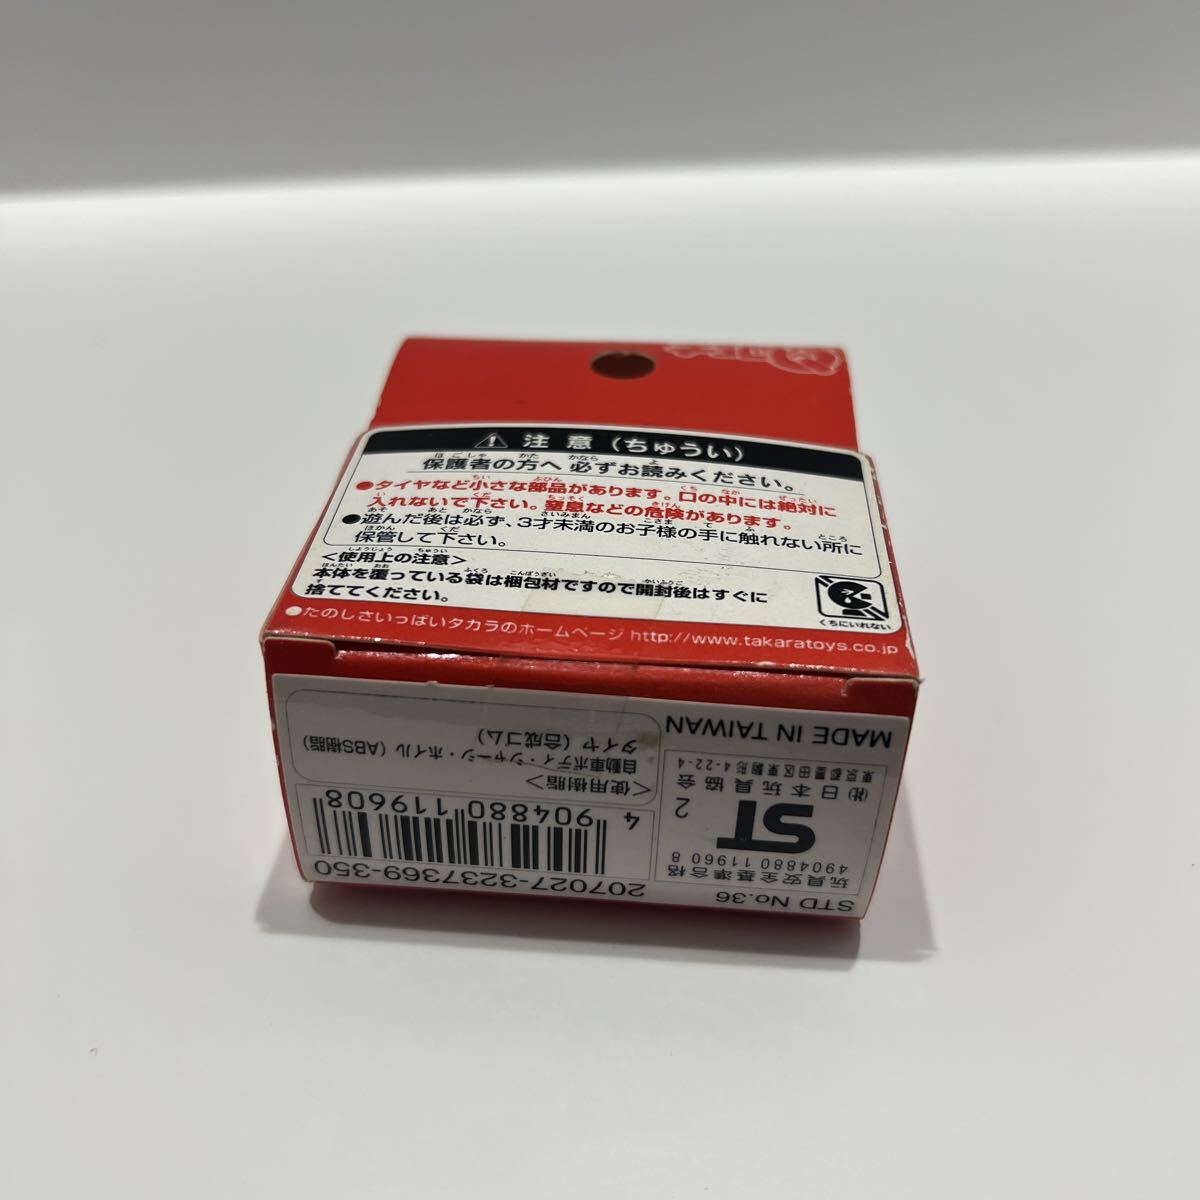 チョロQ
注意（ちゅうい）
保護者の方へ 必ずお読みください。
●タイヤなど小さな部品があります。口の中には絶対に
入れないで下さい。窒息などの危険があります。
●遊んだ後は必ず、3才未満のお子様の手に触れない所に
保管して下さい。
＜使用上の注意＞
本体を覆っている袋は梱包材ですので開封後はすぐに
捨ててください。
くちにいれない
●たのしさいっぱいタカラのホームページ http://www.takaratoys.co.jp
STD No.36
207027-3237369-350
玩具安全基準合格
4904880 11960 8
ST
2
(社)日本玩具協会
東京都墨田区東駒形4-22-4
MADE IN TAIWAN
4 904880 119608
＜使用樹脂＞
自動車ボディ・シャーシ・ホイル（ABS樹脂）
タイヤ（合成ゴム）